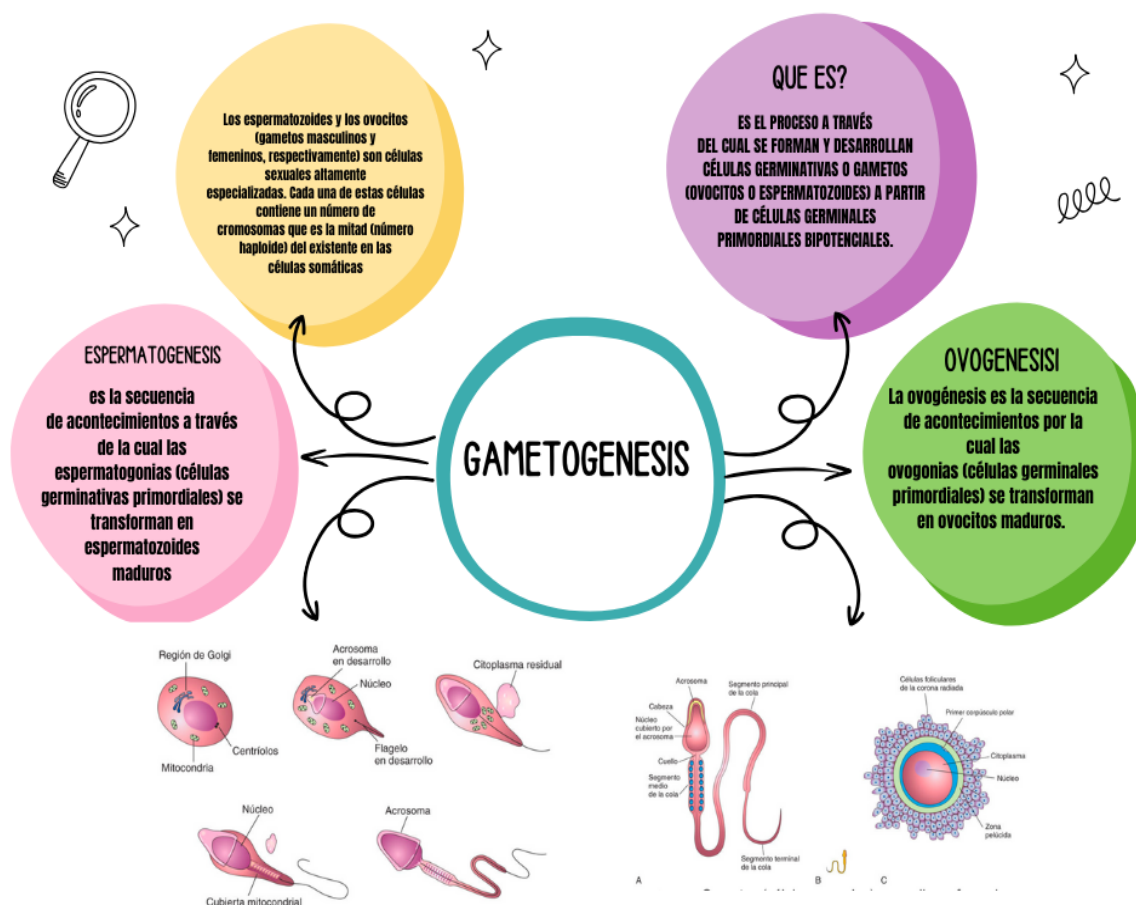 Los espermatozoides y los ovocitos
(gametos masculinos y
femeninos, respectivamente) son células
sexuales altamente
especializadas. Cada una de estas células
contiene un número de
cromosomas que es la mitad (número
haploide) del existente en las
células somáticas
QUE ES?
ES EL PROCESO A TRAVÉS
DEL CUAL SE FORMAN Y DESARROLLAN
CÉLULAS GERMINATIVAS O GAMETOS
(OVOCITOS O ESPERMATOZOIDES) A PARTIR
DE CÉLULAS GERMINALES
PRIMORDIALES BIPOTENCIALES.
ESPERMATOGENESIS
es la secuencia
de acontecimientos a través
de la cual las
espermatogonias (células
germinativas primordiales) se
transforman en
espermatozoides
maduros
GAMETOGENESIS
OVOGENESISI
La ovogénesis es la secuencia
de acontecimientos por la
cual las
ovogonias (células germinales
primordiales) se transforman
en ovocitos maduros.
Región de Golgi
Centríolos
Mitocondria
Acrosoma
en desarrollo
Núcleo
Flagelo
en desarrollo
Citoplasma residual
Núcleo
Cubierta mitocondrial
Acrosoma
Acrosoma
Cabeza
Núcleo
cubierto por
el acrosoma
Cuello
Segmento
medio
de la cola
Segmento principal
de la cola
Segmento terminal
de la cola
A
B
C
Células foliculares
de la corona radiada
Primer corpúsculo polar
Citoplasma
Núcleo
Zona
pelúcida